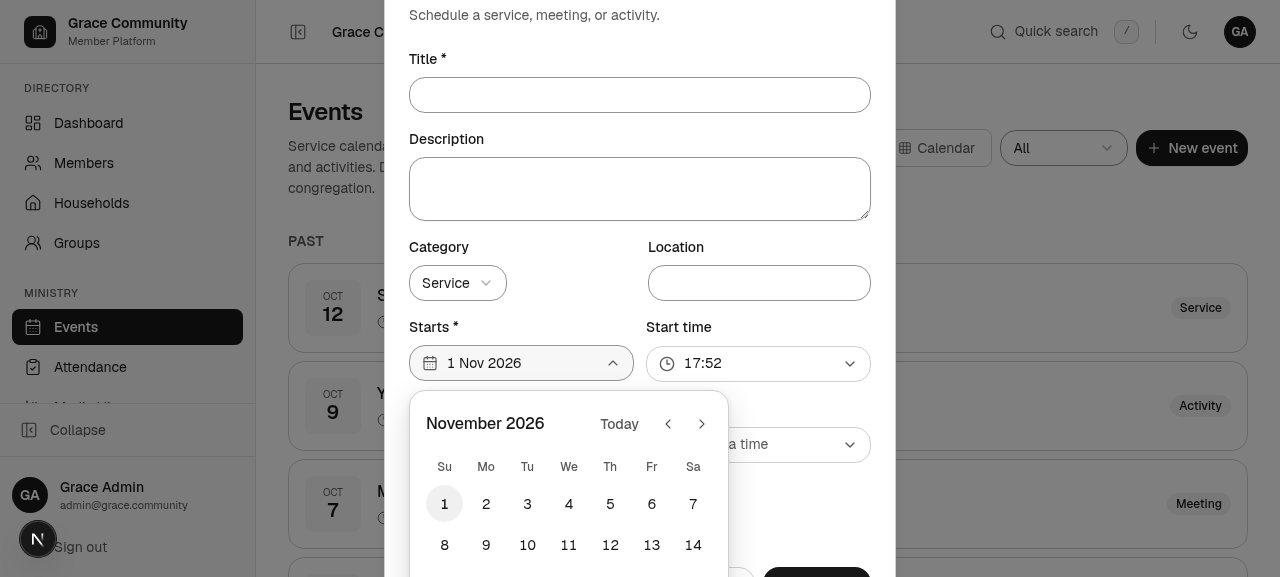 Grace Community
Member Platform
DIRECTORY
Dashboard
Members
Households
Groups
MINISTRY
Events
Attendance
Collapse
GA
Grace Admin
admin@grace.community
N
Sign out
Grace C
Quick search
/
GA
Events
Service calend
and activities. D
congregation.
Calendar
All
New event
PAST
OCT
12
S
Service
OCT
9
Y
Activity
OCT
7
M
Meeting
OCT
Schedule a service, meeting, or activity.
Title *
Description
Category
Location
Service
Starts *
Start time
1 Nov 2026
17:52
a time
November 2026
Today
Su Mo Tu We Th Fr Sa
1 2 3 4 5 6 7
8 9 10 11 12 13 14